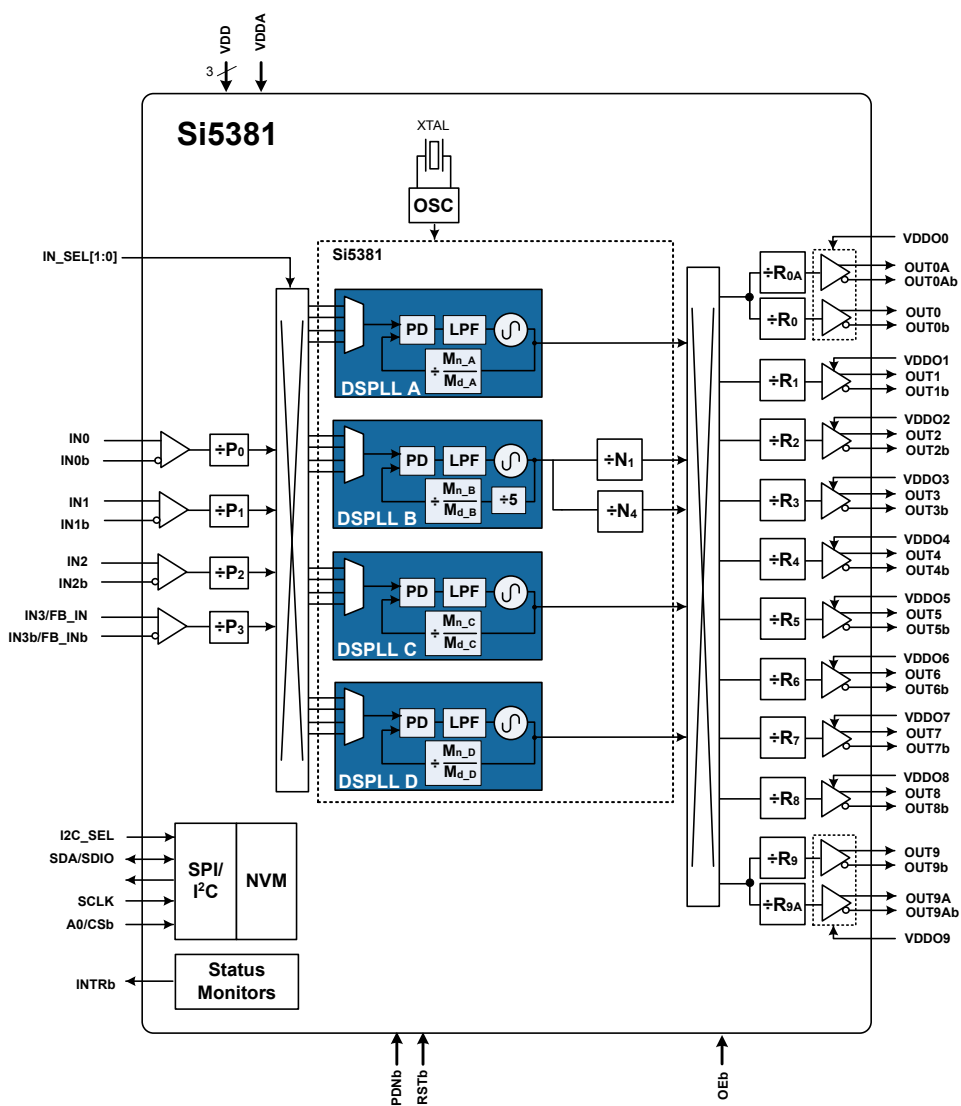 VDD
VDDA
3
Si5381
XTAL
OSC
IN_SEL[1:0]
Si5381
PD
LPF
÷ Mn_A
Md_A
DSPLL A
IN0
IN0b
÷P0
IN1
IN1b
÷P1
IN2
IN2b
÷P2
IN3/FB_IN
IN3b/FB_INb
÷P3
PD
LPF
÷ Mn_B
Md_B
÷5
DSPLL B
÷N1
÷N4
PD
LPF
÷ Mn_C
Md_C
DSPLL C
PD
LPF
÷ Mn_D
Md_D
DSPLL D
÷R0A
÷R0
VDDO0
OUT0A
OUT0Ab
OUT0
OUT0b
÷R1
VDDO1
OUT1
OUT1b
÷R2
VDDO2
OUT2
OUT2b
÷R3
VDDO3
OUT3
OUT3b
÷R4
VDDO4
OUT4
OUT4b
÷R5
VDDO5
OUT5
OUT5b
÷R6
VDDO6
OUT6
OUT6b
÷R7
VDDO7
OUT7
OUT7b
÷R8
VDDO8
OUT8
OUT8b
÷R9
OUT9
OUT9b
÷R9A
OUT9A
OUT9Ab
VDDO9
I2C_SEL
SDA/SDIO
SCLK
A0/CSb
SPI/
I²C
NVM
INTRb
Status
Monitors
PDNb
RSTb
OEb